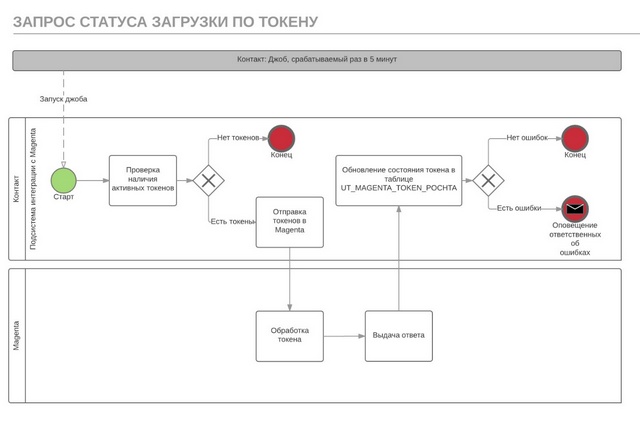 ЗАПРОС СТАТУСА ЗАГРУЗКИ ПО ТОКЕНУ
Контакт: Джоб, срабатываемый раз в 5 минут
Запуск джоба
Контакт
Подсистема интеграции с Magenta
Старт
Проверка
наличия
активных токенов
Нет токенов
Конец
Есть токены
Отправка
токенов в
Magenta
Обновление состояния токена в
таблице
UT_MAGENTA_TOKEN_POCHTA
Нет ошибок
Конец
Есть ошибки
Оповещение
ответственных
об
ошибках
Magenta
Обработка
токена
Выдача ответа